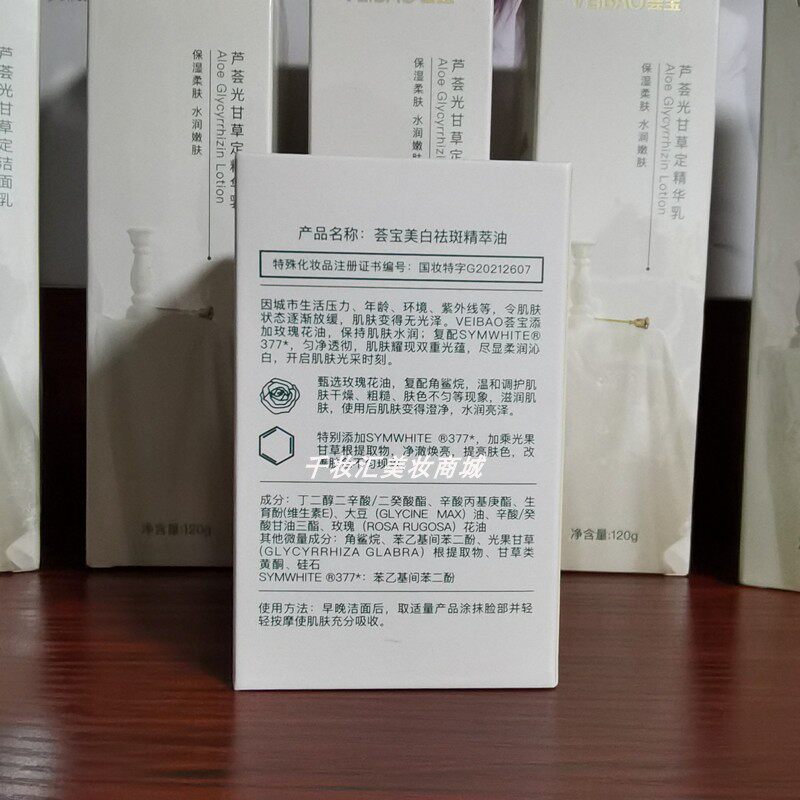 VEIBAO荟宝
VEIBAO荟宝
芦荟光甘草定洁面乳
芦荟光甘草定精华乳
Aloe Glycyrrhizin Lotion
保湿柔肤 水润嫩肤
芦荟光甘草定
Aloe Glycyrrhizin
保湿柔肤 水润嫩肤
芦荟光甘草定精华乳
Aloe Glycyrrhizin Lotion
保湿柔肤 水润嫩肤
产品名称：荟宝美白祛斑精萃油
特殊化妆品注册证书编号：国妆特字G20212607
因城市生活压力、年龄、环境、紫外线等，令肌肤
状态逐渐放缓，肌肤变得无光泽。VEIBAO荟宝添
加玫瑰花油，保持肌肤水润；复配SYMWHITE®
377*，匀净透彻，肌肤耀现双重光蕴，尽显柔润沁
白，开启肌肤光采时刻。
甄选玫瑰花油，复配角鲨烷，温和调护肌
肤干燥、粗糙、肤色不匀等现象，滋润肌
肤，使用后肌肤变得澄净，水润亮泽。
特别添加SYMWHITE ®377*，加乘光果
甘草根提取物，净澈焕亮，提亮肤色，改
不匀现
千妆汇美妆商城
成分：丁二醇二辛酸/二癸酸酯、辛酸丙基庚酯、生
育酚(维生素E)、大豆（GLYCINE MAX）油、辛酸/癸
酸甘油三酯、玫瑰（ROSA RUGOSA）花油
其他微量成分：角鲨烷、苯乙基间苯二酚、光果甘草
(GLYCYRRHIZA GLABRA）根提取物、甘草类
黄酮、硅石
SYMWHITE ®377*：苯乙基间苯二酚
使用方法：早晚洁面后，取适量产品涂抹脸部并轻
轻按摩使肌肤充分吸收。
净含量:120g
净含量:120g